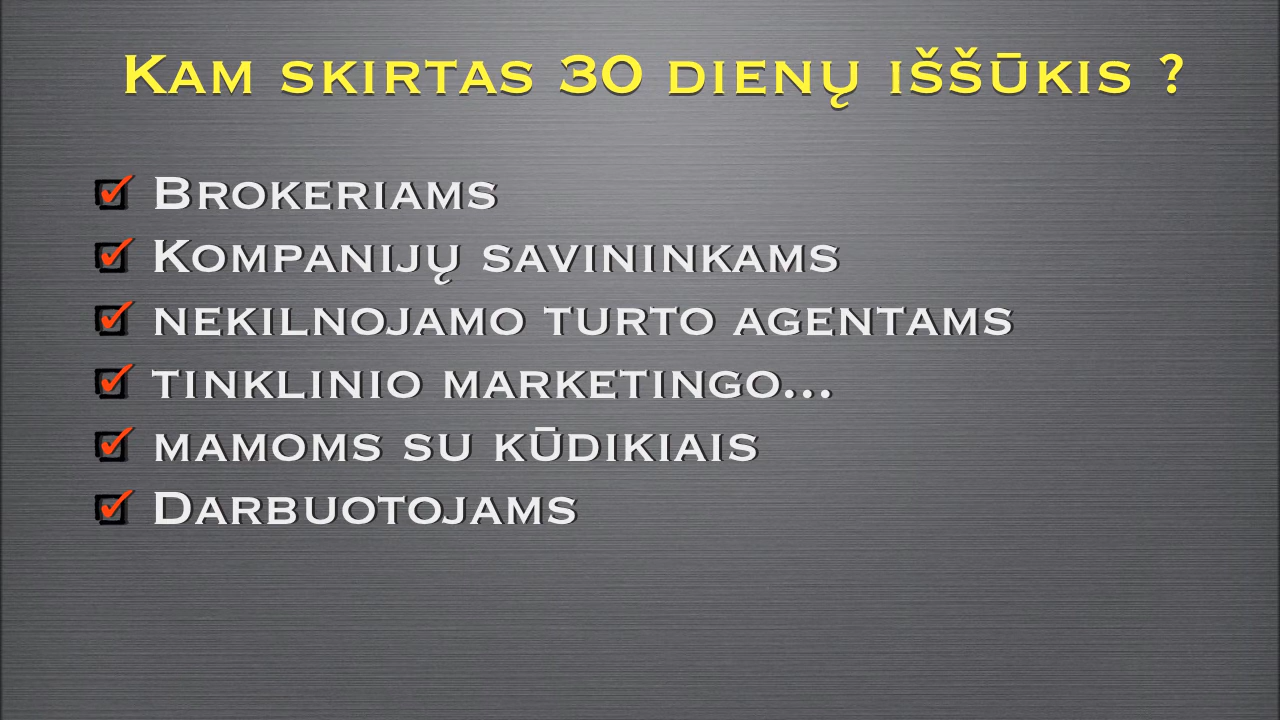 Kam skirtas 30 dienų iššūkis ?
Brokeriams
Kompanijų savininkams
nekilnojamo turto agentams
tinklinio marketingo...
mamoms su kūdikiais
Darbuotojams